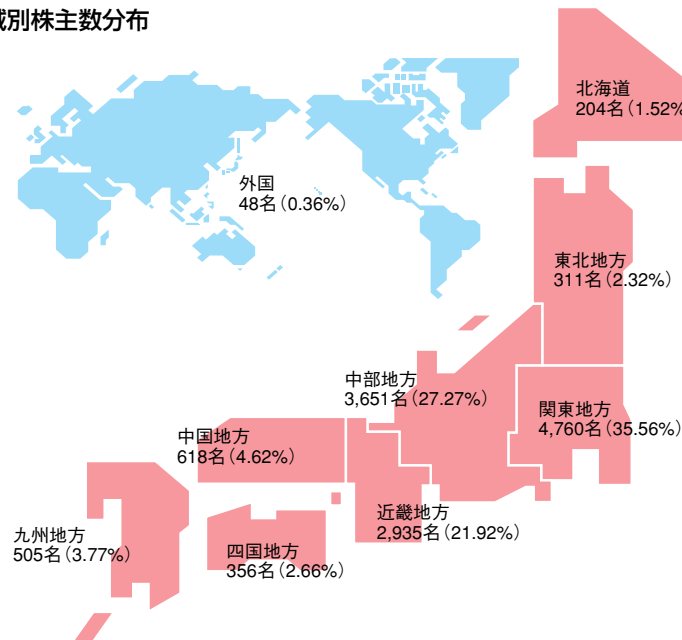 域別株主数分布
北海道
204名(1.52%
外国
48名(0.36%)
東北地方
311名(2.32%)
中部地方
3,651名(27.27%)
関東地方
4,760名(35.56%)
中国地方
618名(4.62%)
近畿地方
2,935名(21.92%)
九州地方
505名(3.77%)
四国地方
356名(2.66%)